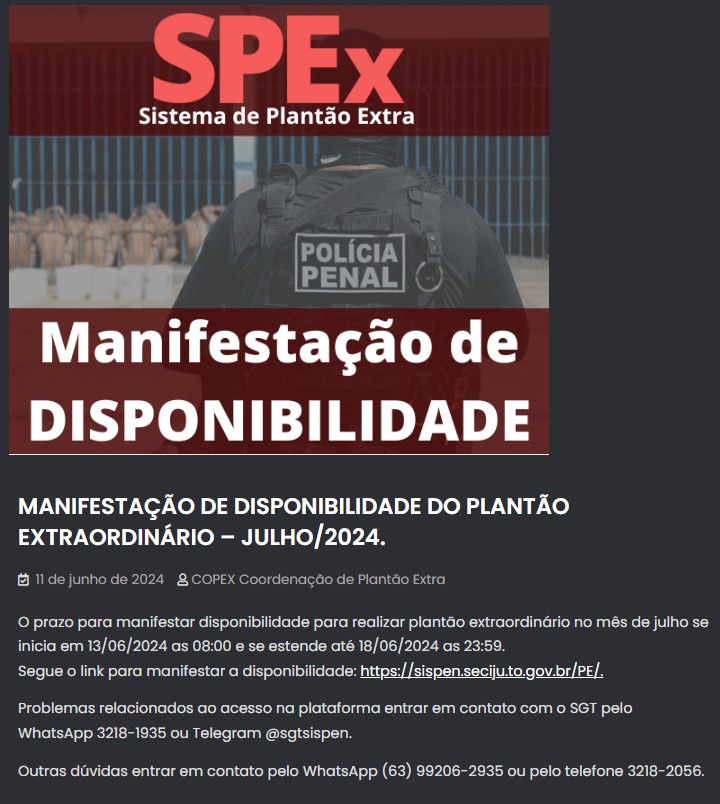 SPEx
Sistema de Plantão Extra
POLÍCIA
PENAL
Manifestação de
DISPONIBILIDADE
MANIFESTAÇÃO DE DISPONIBILIDADE DO PLANTÃO
EXTRAORDINÁRIO – JULHO/2024.
11 de junho de 2024 COPEX Coordenação de Plantão Extra
O prazo para manifestar disponibilidade para realizar plantão extraordinário no mês de julho se
inicia em 13/06/2024 as 08:00 e se estende até 18/06/2024 as 23:59.
Segue o link para manifestar a disponibilidade: https://sispen.seciju.to.gov.br/PE/.
Problemas relacionados ao acesso na plataforma entrar em contato com o SGT pelo
WhatsApp 3218-1935 ou Telegram @sgtsispen.
Outras dúvidas entrar em contato pelo WhatsApp (63) 99206-2935 ou pelo telefone 3218-2056.